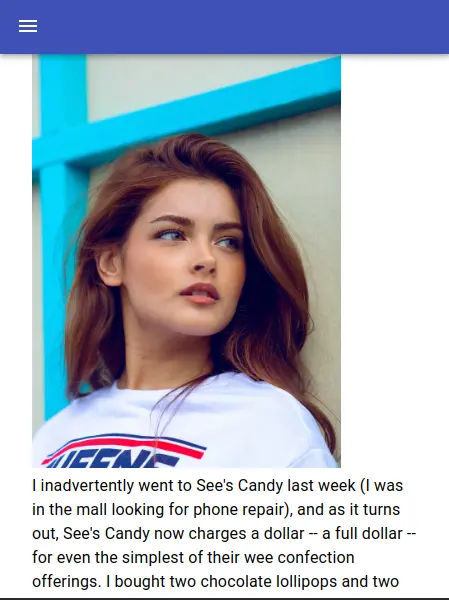 QUEENS
I inadvertently went to See's Candy last week (I was
in the mall looking for phone repair), and as it turns
out, See's Candy now charges a dollar -- a full dollar --
for even the simplest of their wee confection
offerings. I bought two chocolate lollipops and two